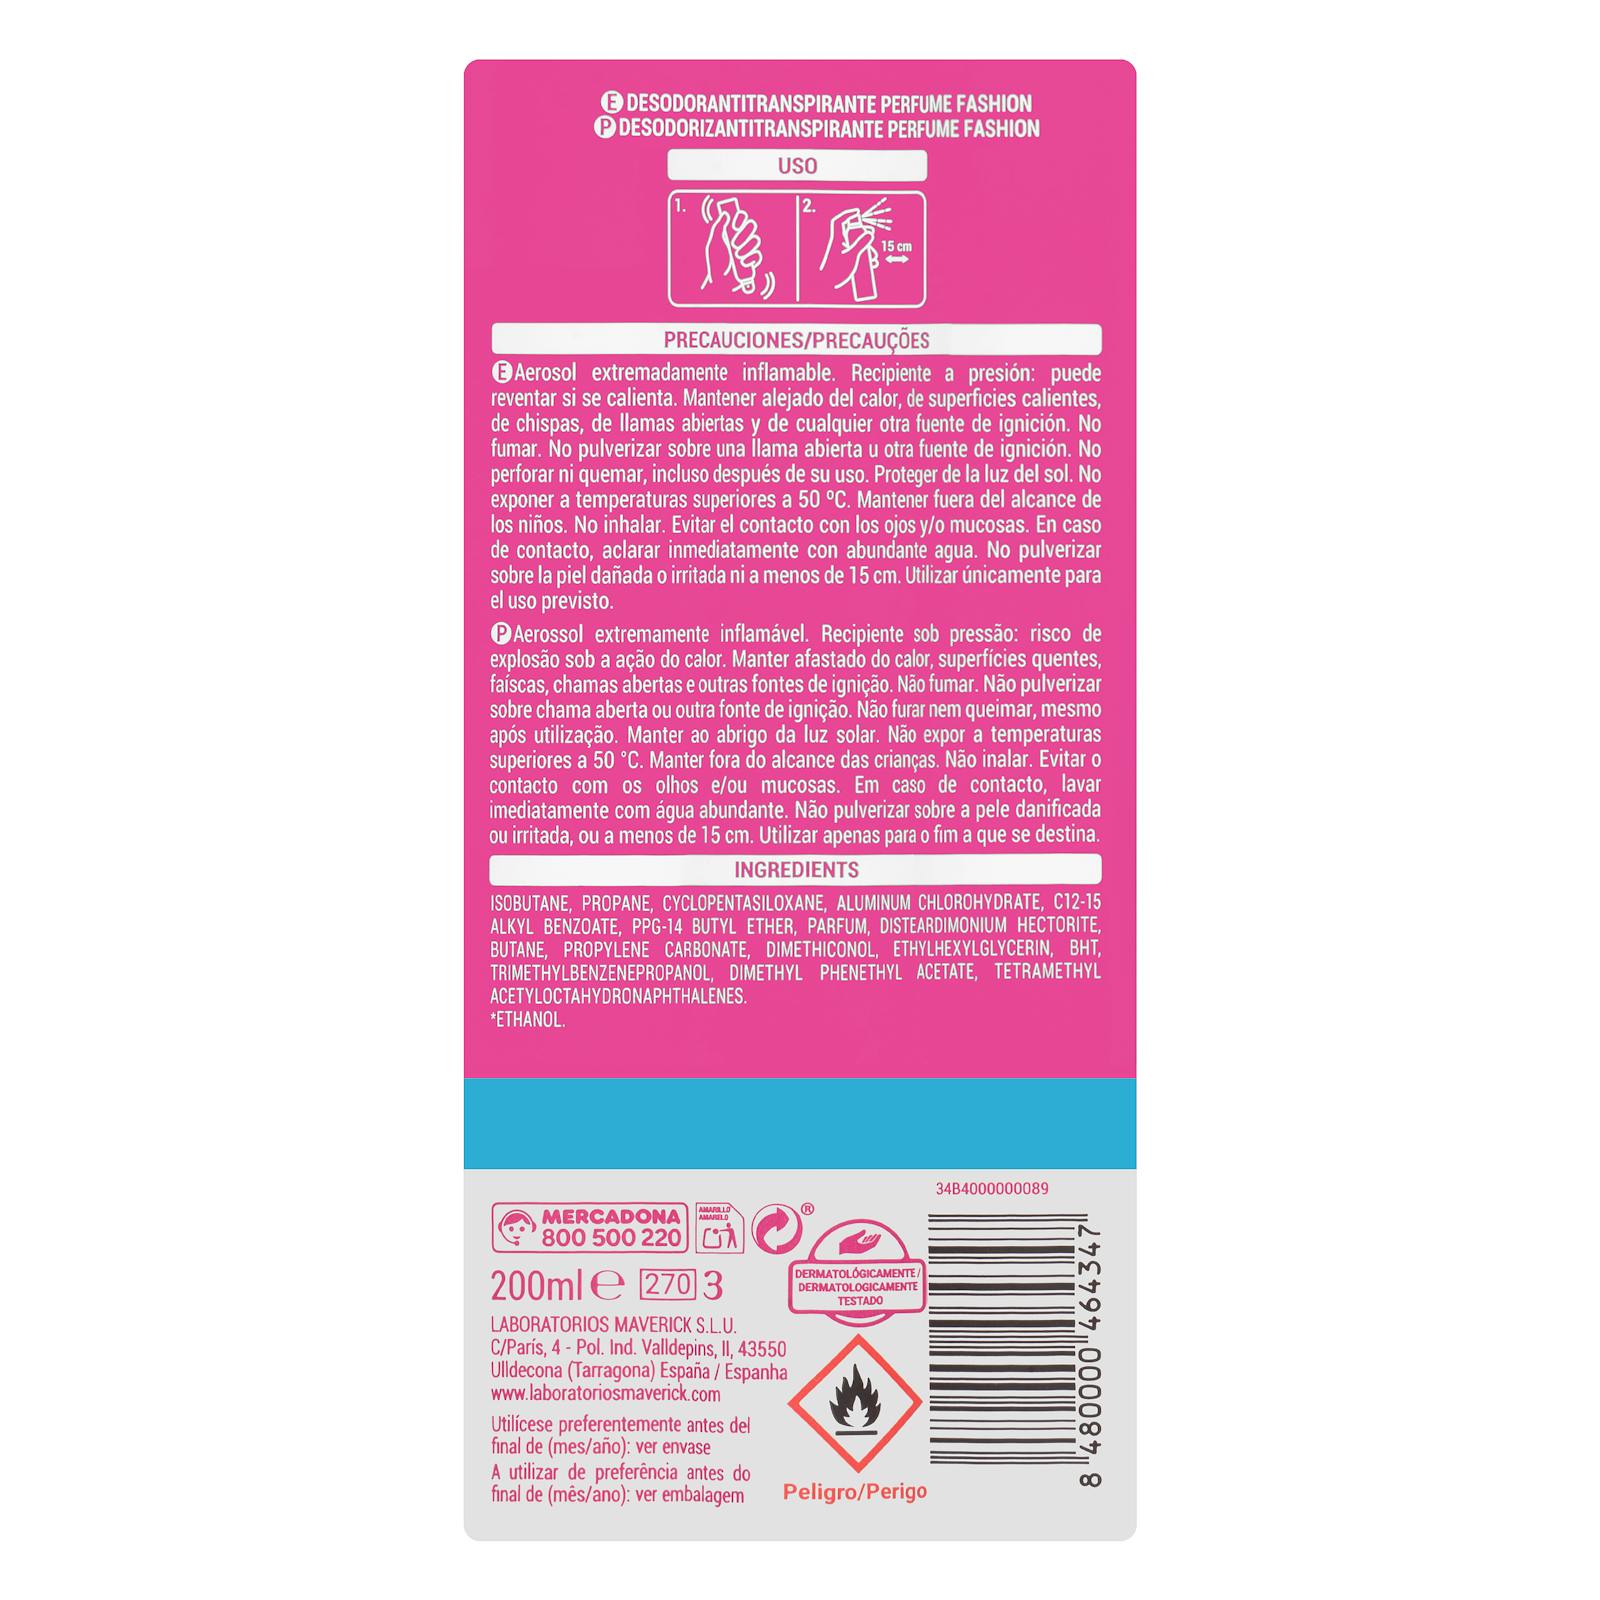 E DESODORANTITRANSPIRANTE PERFUME FASHION
P DESODORIZANTITRANSPIRANTE PERFUME FASHION
USO
1.
2.
15 cm
PRECAUCIONES/PRECAUÇÕES
E Aerosol extremadamente inflamable. Recipiente a presión: puede
reventar si se calienta. Mantener alejado del calor, de superficies calientes,
de chispas, de llamas abiertas y de cualquier otra fuente de ignición. No
fumar. No pulverizar sobre una llama abierta u otra fuente de ignición. No
perforar ni quemar, incluso después de su uso. Proteger de la luz del sol. No
exponer a temperaturas superiores a 50 ºC. Mantener fuera del alcance de
los niños. No inhalar. Evitar el contacto con los ojos y/o mucosas. En caso
de contacto, aclarar inmediatamente con abundante agua. No pulverizar
sobre la piel dañada o irritada ni a menos de 15 cm. Utilizar únicamente para
el uso previsto.
P Aerossol extremamente inflamável. Recipiente sob pressão: risco de
explosão sob a ação do calor. Manter afastado do calor, superfícies quentes,
faíscas, chamas abertas e outras fontes de ignição. Não fumar. Não pulverizar
sobre chama aberta ou outra fonte de ignição. Não furar nem queimar, mesmo
após utilização. Manter ao abrigo da luz solar. Não expor a temperaturas
superiores a 50 °C. Manter fora do alcance das crianças. Não inalar. Evitar o
contacto com os olhos e/ou mucosas. Em caso de contacto, lavar
imediatamente com água abundante. Não pulverizar sobre a pele danificada
ou irritada, ou a menos de 15 cm. Utilizar apenas para o fim a que se destina.
INGREDIENTS
ISOBUTANE, PROPANE, CYCLOPENTASILOXANE, ALUMINUM CHLOROHYDRATE, C12-15
ALKYL BENZOATE, PPG-14 BUTYL ETHER, PARFUM, DISTEARDIMONIUM HECTORITE,
BUTANE, PROPYLENE CARBONATE, DIMETHICONOL, ETHYLHEXYLGLYCERIN, BHT,
TRIMETHYLBENZENEPROPANOL, DIMETHYL PHENETHYL ACETATE, TETRAMETHYL
ACETYLOCTAHYDRONAPHTHALENES.
*ETHANOL.
34B4000000089
MERCADONA
800 500 220
AMARILLO
AMARELO
®
DERMATOLÓGICAMENTE/
DERMATOLOGICAMENTE
TESTADO
200ml e 270 3
LABORATORIOS MAVERICK S.L.U.
C/París, 4 - Pol. Ind. Valldepins, II, 43550
Ulldecona (Tarragona) España / Espanha
www.laboratoriosmaverick.com
Utilícese preferentemente antes del
final de (mes/año): ver envase
A utilizar de preferência antes do
final de (mês/ano): ver embalagem
Peligro/Perigo
8 480000 464347